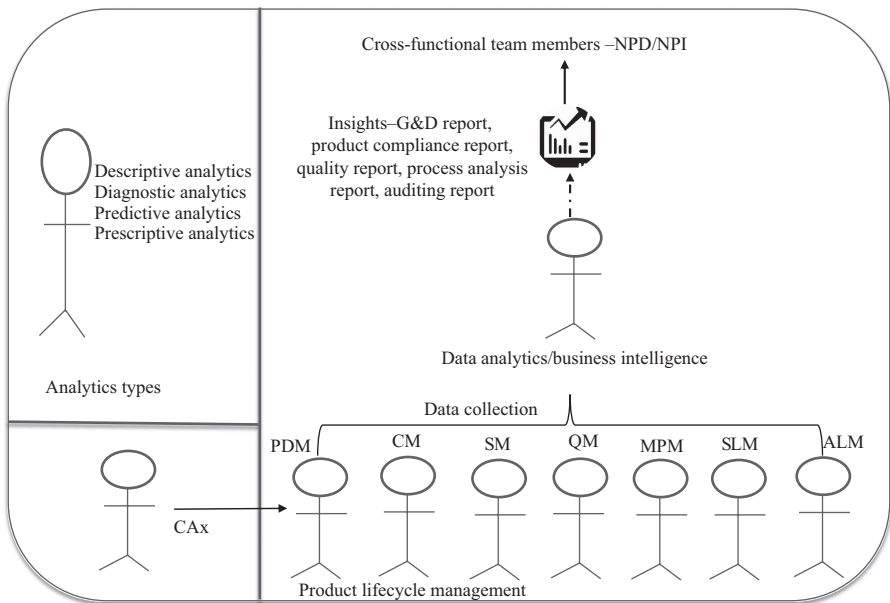 Cross-functional team members –NPD/NPI
Insights–G&D report,
product compliance report,
quality report, process analysis
report, auditing report
Descriptive analytics
Diagnostic analytics
Predictive analytics
Prescriptive analytics
Analytics types
Data analytics/business intelligence
Data collection
PDM
CM
SM
QM
MPM
SLM
ALM
CAx
Product lifecycle management